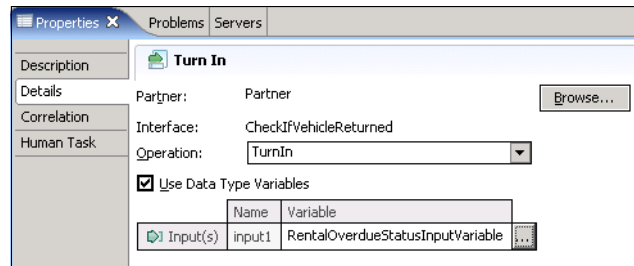 Properties Problems Servers
Turn In
Description
Details
Correlation
Human Task
Partner: Partner Browse...
Interface: CheckIfVehicleReturned
Operation: TurnIn
Use Data Type Variables
Name Variable
Input(s) input1 RentalOverdueStatusInputVariable ...